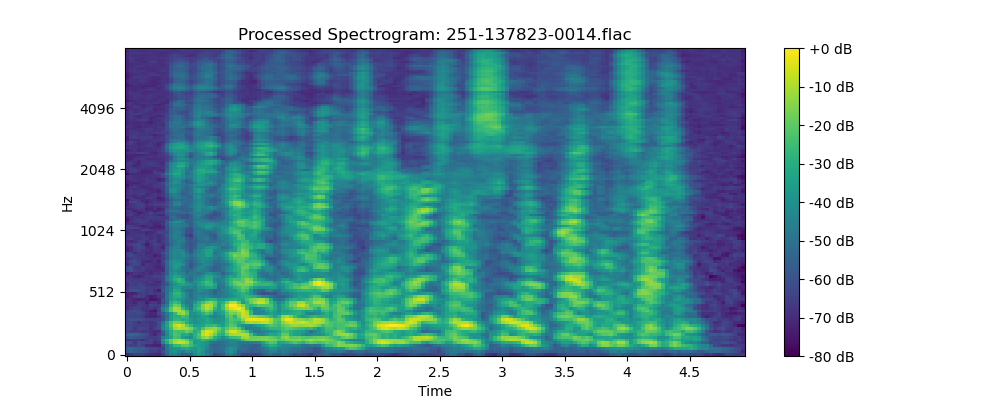 Processed Spectrogram: 251-137823-0014.flac
Hz
4096
2048
1024
512
0
0 0.5 1 1.5 2 2.5 3 3.5 4 4.5
Time
+0 dB
-10 dB
-20 dB
-30 dB
-40 dB
-50 dB
-60 dB
-70 dB
-80 dB